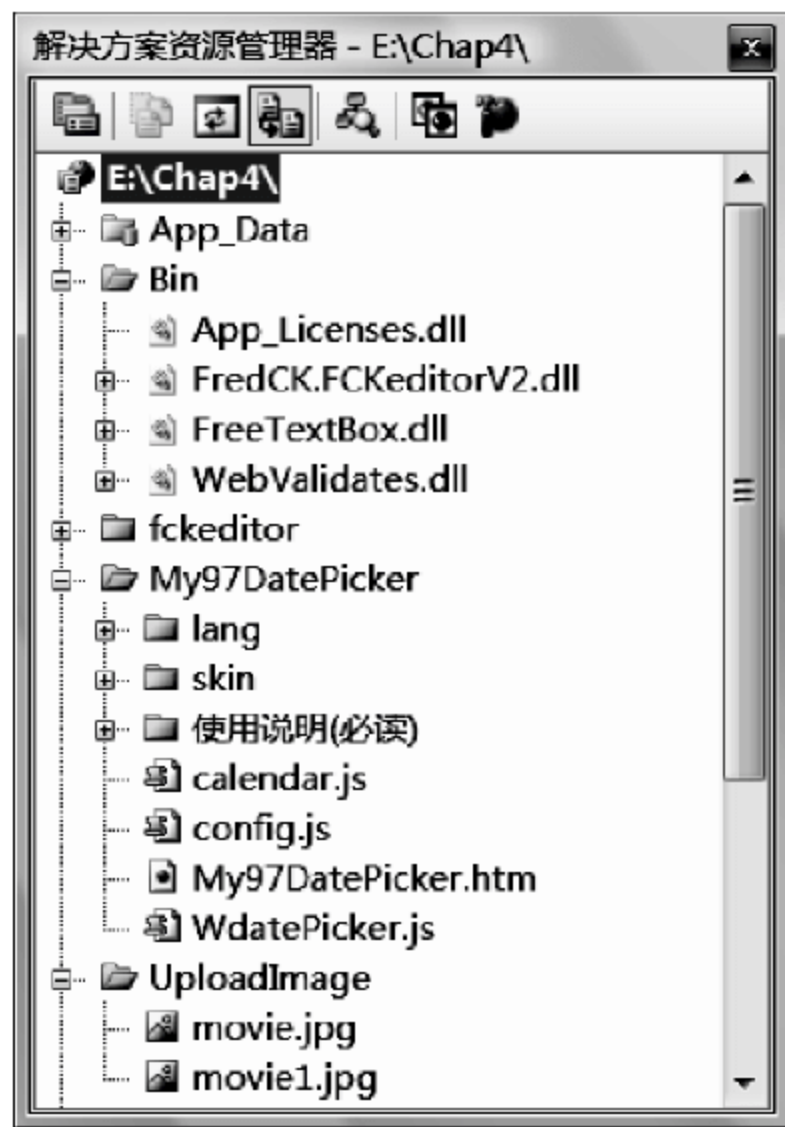 解决方案资源管理器 - E:\Chap4\
E:\Chap4\
App_Data
Bin
App_Licenses.dll
FredCK.FCKeditorV2.dll
FreeTextBox.dll
WebValidates.dll
fckeditor
My97DatePicker
lang
skin
使用说明(必读)
calendar.js
config.js
My97DatePicker.htm
WdatePicker.js
UploadImage
movie.jpg
movie1.jpg